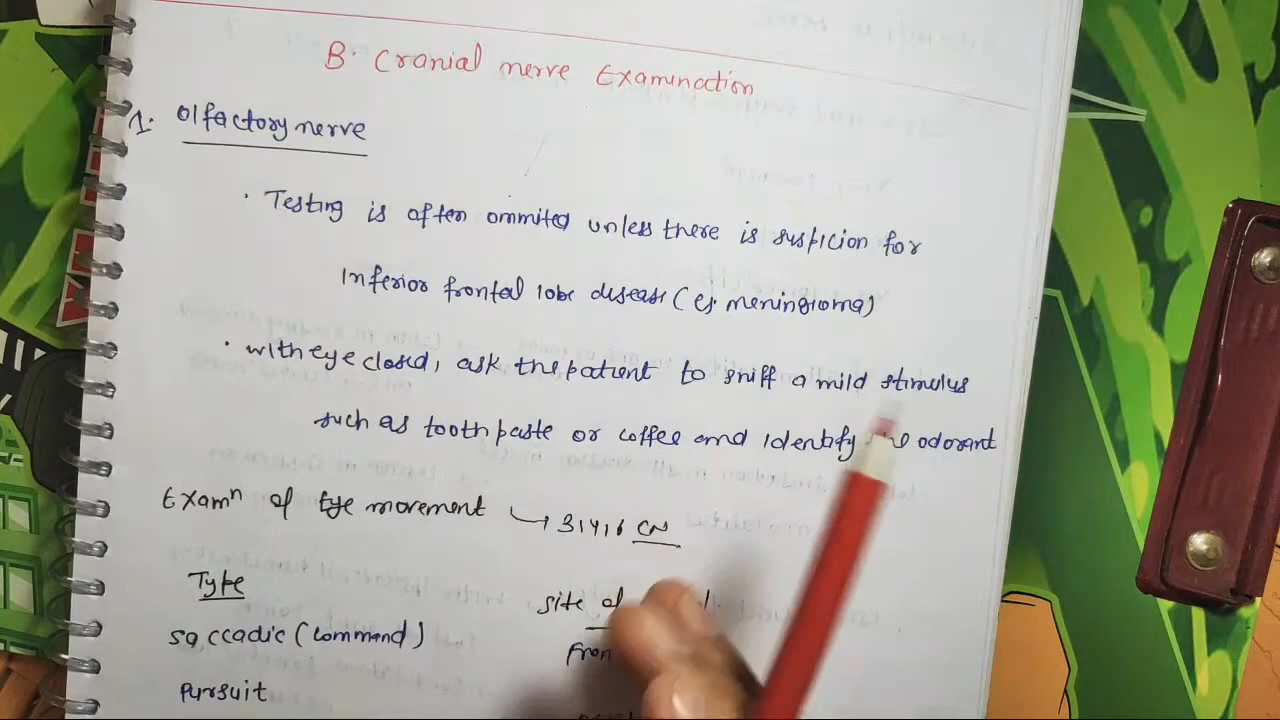 B. Cranial nerve Examination
1. Olfactory nerve
· Testing is often ommited unless there is suspicion for
Inferior frontal lobe disease (eg meningioma)
· with eye closed, ask the patient to sniff a mild stimulus
such as toothpaste or coffee and identify odorant
Examⁿ of Eye movement ↳ 3,4,6 CN
Type site of
saccadic (command)
pursuit